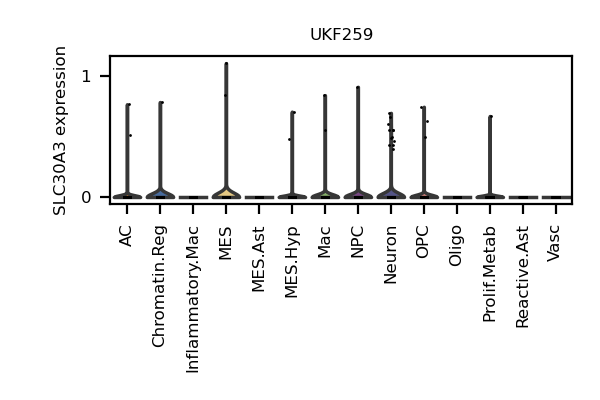 UKF259
SLC30A3 expression
1
0
AC
Chromatin.Reg
Inflammatory.Mac
MES
MES.Ast
MES.Hyp
Mac
NPC
Neuron
OPC
Oligo
Prolif.Metab
Reactive.Ast
Vasc